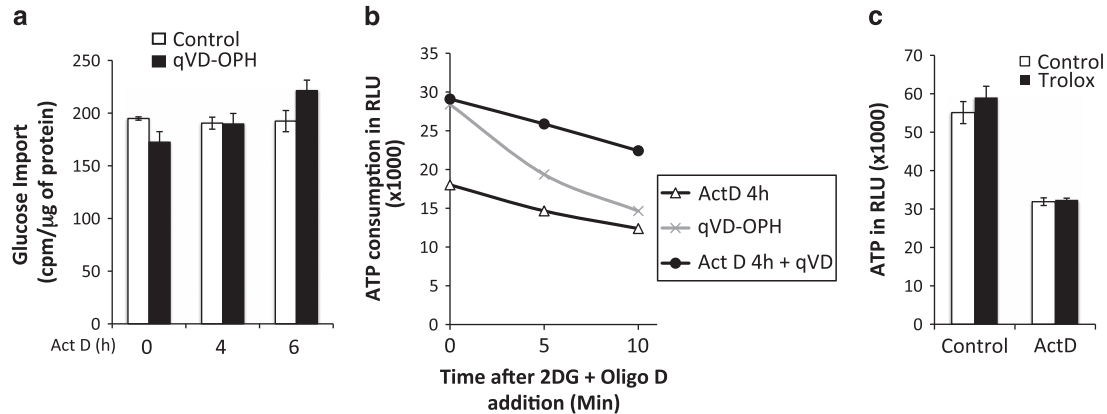 a
Control
qVD-OPH
Glucose Import
(cpm/µg of protein)
250
200
150
100
50
0
Act D (h)
0 4 6
b
ATP consumption in RLU
(x1000)
35
30
25
20
15
10
5
0
0 5 10
Time after 2DG + Oligo D
addition (Min)
ActD 4h
qVD-OPH
Act D 4h + qVD
c
Control
Trolox
ATP in RLU (x1000)
70
60
50
40
30
20
10
0
Control ActD